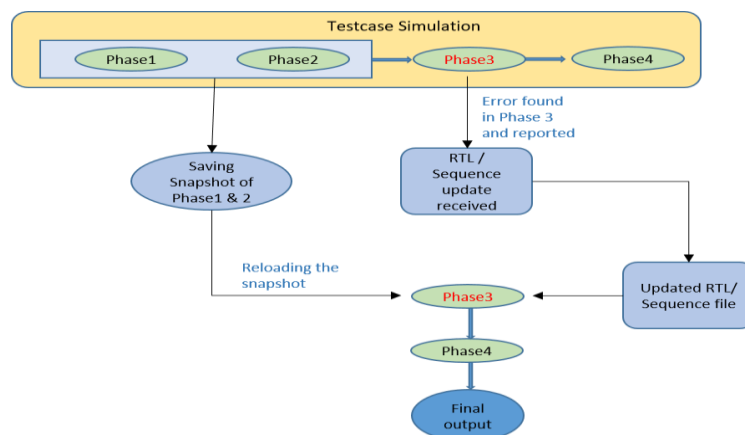 Testcase Simulation
Phase1
Phase2
Phase3
Phase4
Error found
in Phase 3
and reported
Saving
Snapshot of
Phase1 & 2
RTL /
Sequence
update
received
Reloading the
snapshot
Phase3
Updated RTL/
Sequence file
Phase4
Final
output